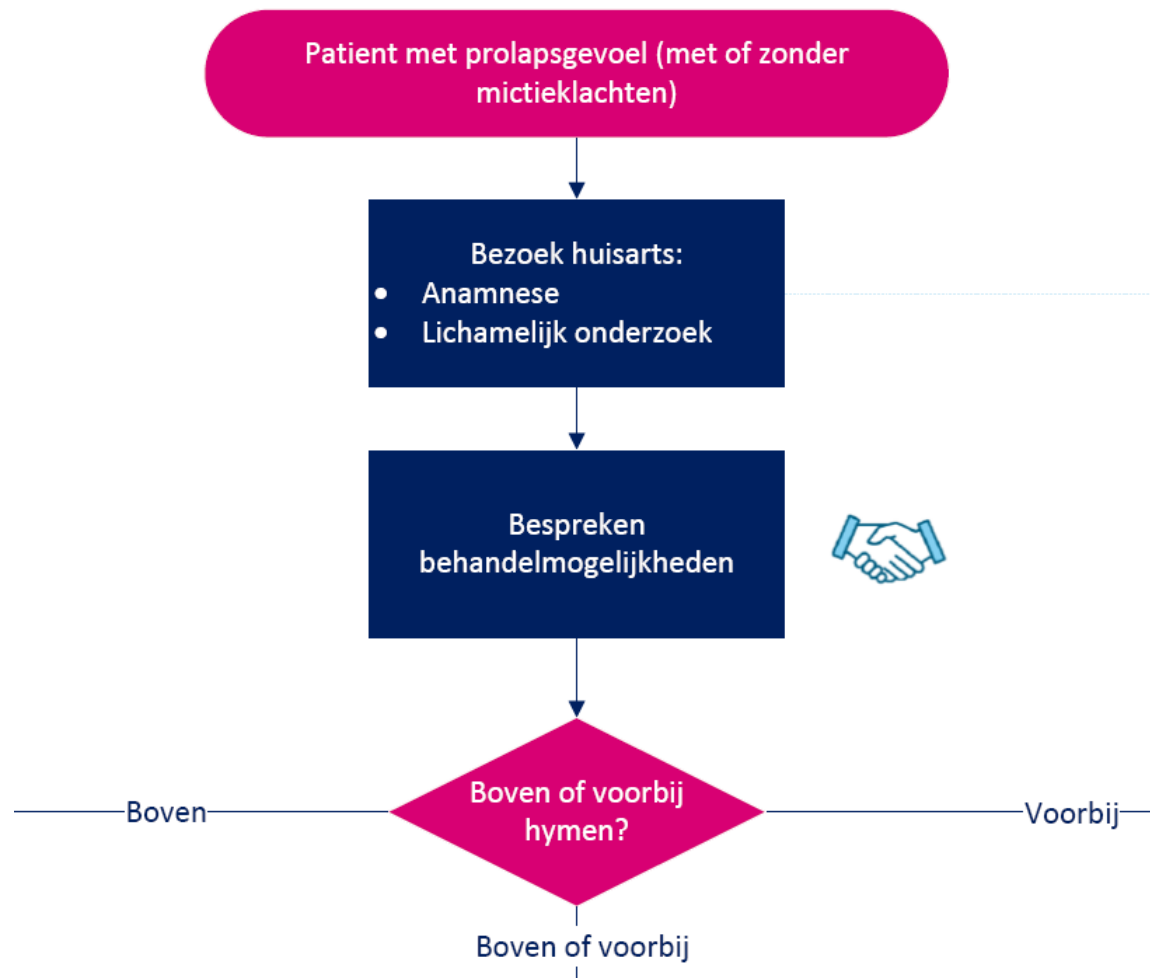 Patient met prolapsgevoel (met of zonder
mictieklachten)
Bezoek huisarts:
• Anamnese
• Lichamelijk onderzoek
Bespreken
behandelmogelijkheden
Boven
Boven of voorbij
hymen?
Voorbij
Boven of voorbij